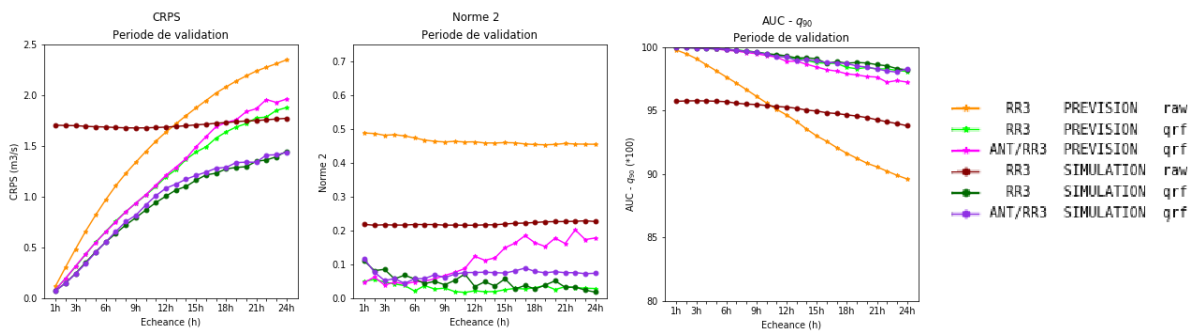 CRPS
Periode de validation
CRPS (m3/s)
2.5
2.0
1.5
1.0
0.5
0.0
1h 3h 6h 9h 12h 15h 18h 21h 24h
Echeance (h)
Norme 2
Periode de validation
Norme 2
0.7
0.6
0.5
0.4
0.3
0.2
0.1
0.0
1h 3h 6h 9h 12h 15h 18h 21h 24h
Echeance (h)
AUC - q90
Periode de validation
AUC - q90 (*100)
100
95
90
85
80
1h 3h 6h 9h 12h 15h 18h 21h 24h
Echeance (h)
RR3 PREVISION raw
RR3 PREVISION qrf
ANT/RR3 PREVISION qrf
RR3 SIMULATION raw
RR3 SIMULATION qrf
ANT/RR3 SIMULATION qrf